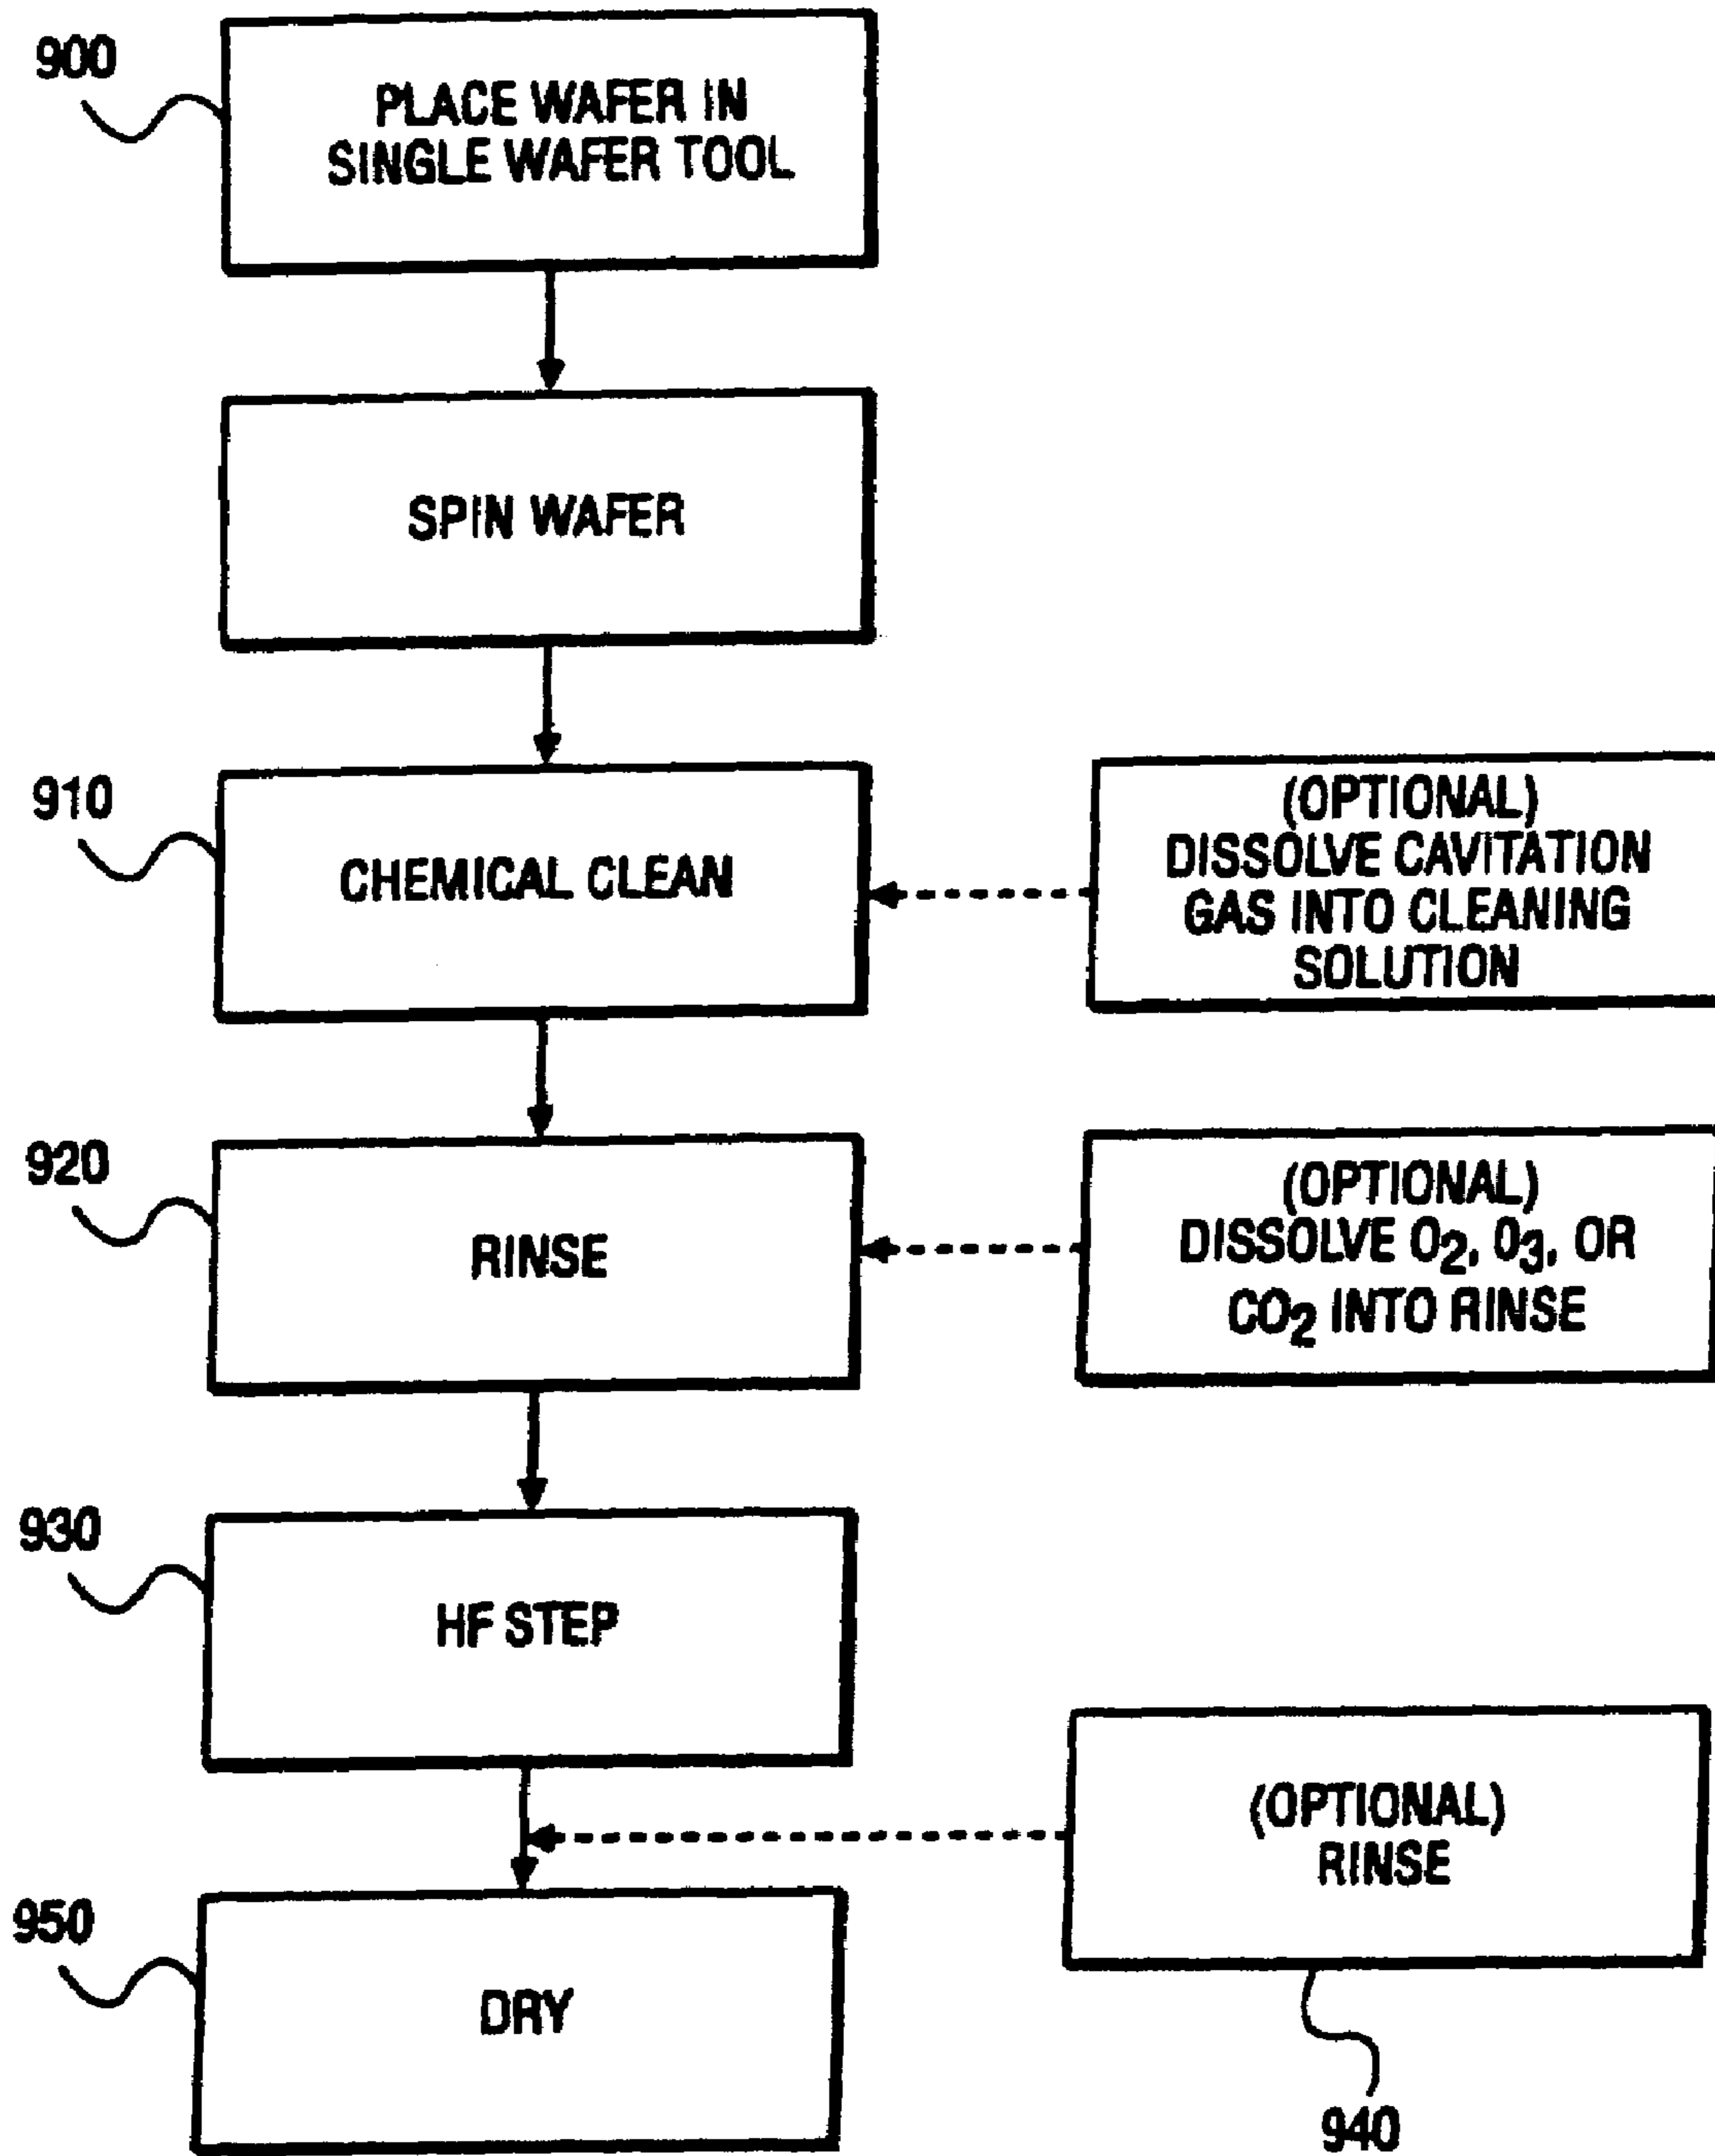 900
PLACE WAFER IN
SINGLE WAFER TOOL
SPIN WAFER
910
CHEMICAL CLEAN
(OPTIONAL)
DISSOLVE CAVITATION
GAS INTO CLEANING
SOLUTION
920
RINSE
(OPTIONAL)
DISSOLVE O₂, O₃, OR
CO₂ INTO RINSE
930
HF STEP
(OPTIONAL)
RINSE
950
DRY
940